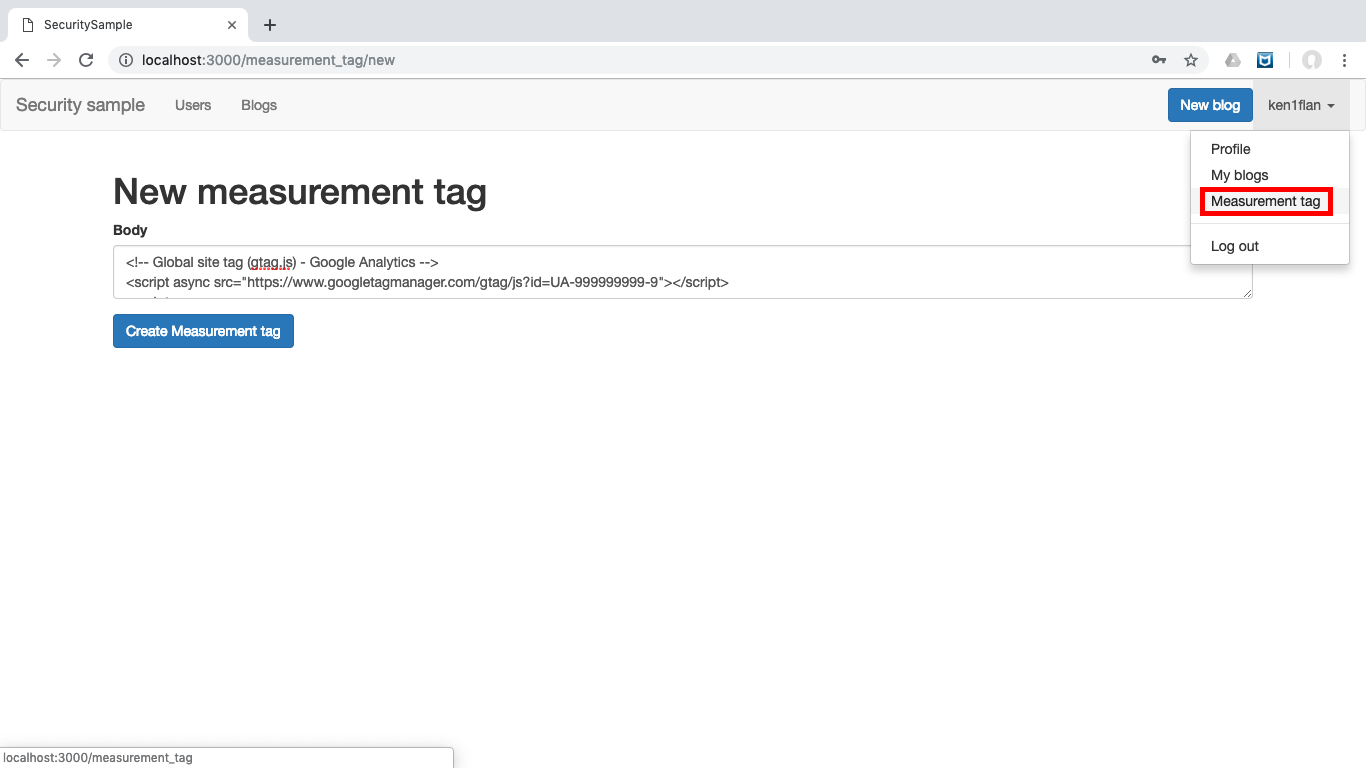 SecuritySample
localhost:3000/measurement_tag/new
Security sample Users Blogs New blog ken1flan
Profile
My blogs
Measurement tag
Log out
New measurement tag
Body
<!-- Global site tag (gtag.js) - Google Analytics -->
<script async src="https://www.googletagmanager.com/gtag/js?id=UA-999999999-9"></script>
Create Measurement tag
localhost:3000/measurement_tag